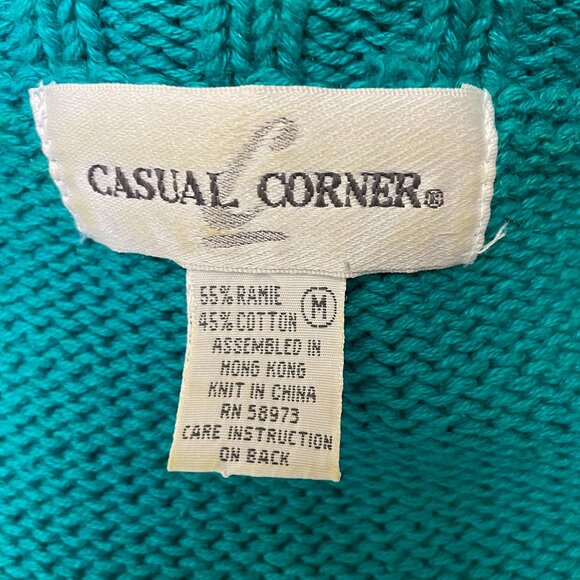 CASUAL CORNER®
55% RAMIE
45% COTTON
M
ASSEMBLED IN
HONG KONG
KNIT IN CHINA
RN 58973
CARE INSTRUCTION
ON BACK